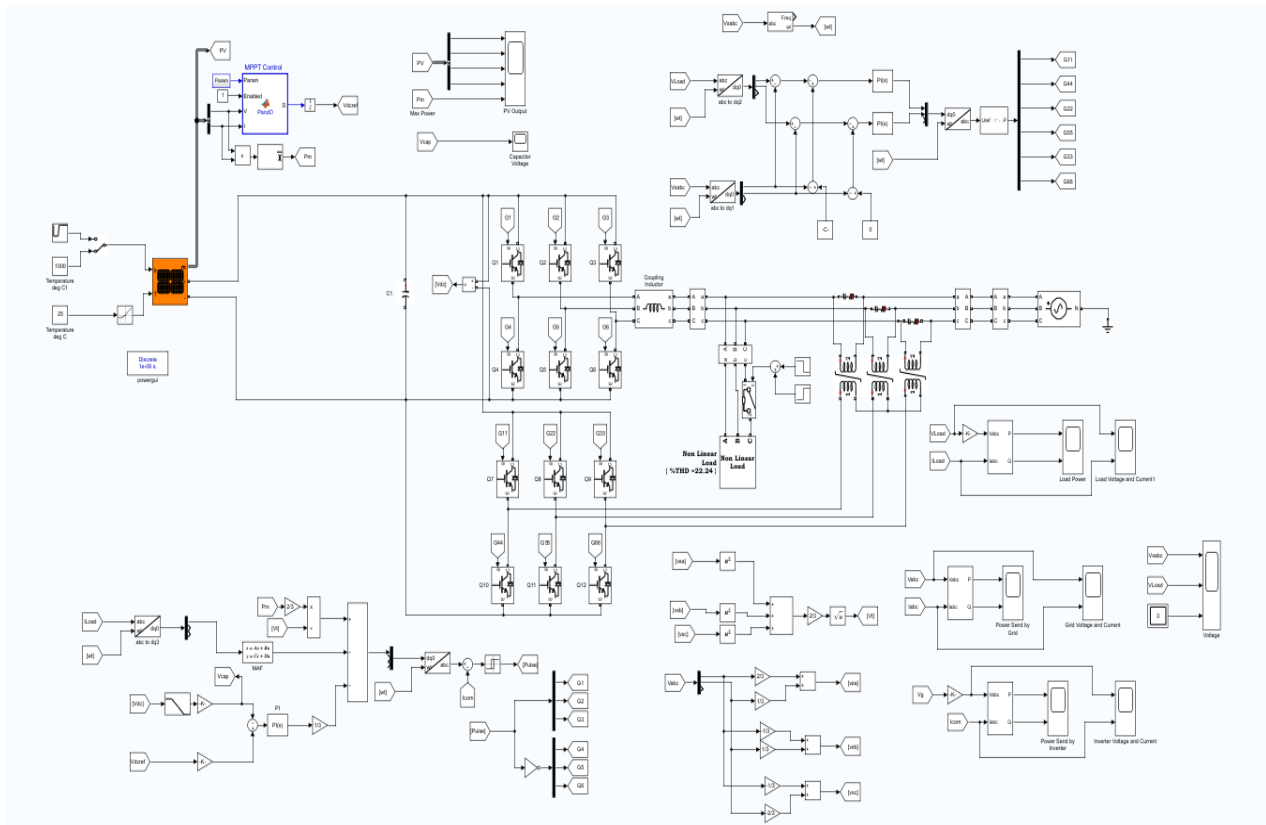 Vsabc
abc
Freq
wt
[wt]
PV
MPPT Control
Param
Param
1
Enabled
V
I
PandO
D
Vdcref
x
Pm
PV
Pm
Max Power
PV Output
Vcap
Capacitor
Voltage
VLoad
[wt]
abc
wt
dq0
abc to dq2
PI(s)
PI(s)
[wt]
dq0
wt
abc
Uref
P
G11
G44
G22
G55
G33
G66
Vsabc
[wt]
abc
wt
dq0
abc to dq1
-C-
0
1000
Temperature
deg C1
25
Temperature
deg C
Discrete
1e-06 s.
powergui
C1
[Vdc]
G1
G2
G3
Q1
Q2
Q3
G4
G5
G6
Q4
Q5
Q6
Coupling
Inductor
A
B
C
a
b
c
N
G11
G22
G33
Q7
Q8
Q9
G44
G55
G66
Q10
Q11
Q12
A
B
C
Non Linear
Load
( %THD =22.24 )
Non Linear
Load
VLoad
-K-
ILoad
Vabc
Iabc
P
Q
Load Power
Load Voltage and Current1
ILoad
[wt]
abc
wt
dq0
abc to dq3
Pm
2/3
[Vt]
MAF
Vcap
[Vdc]
-K-
PI
PI(s)
1/3
Vdcref
-K-
[wt]
dq0
wt
abc
Icom
[Pulse]
[Pulse]
G1
G2
G3
G4
G5
G6
[vsa]
[vsb]
[vsc]
2/3
[Vt]
Vabc
2/3
1/3
[vsa]
1/3
1/3
[vsb]
1/3
2/3
[vsc]
Vabc
Iabc
Vabc
Iabc
P
Q
Power Send by
Grid
Grid Voltage and Current
Vsabc
VLoad
3
Voltage
Vg
-K-
Icom
Vabc
Iabc
P
Q
Power Send by
Inverter
Inverter Voltage and Current